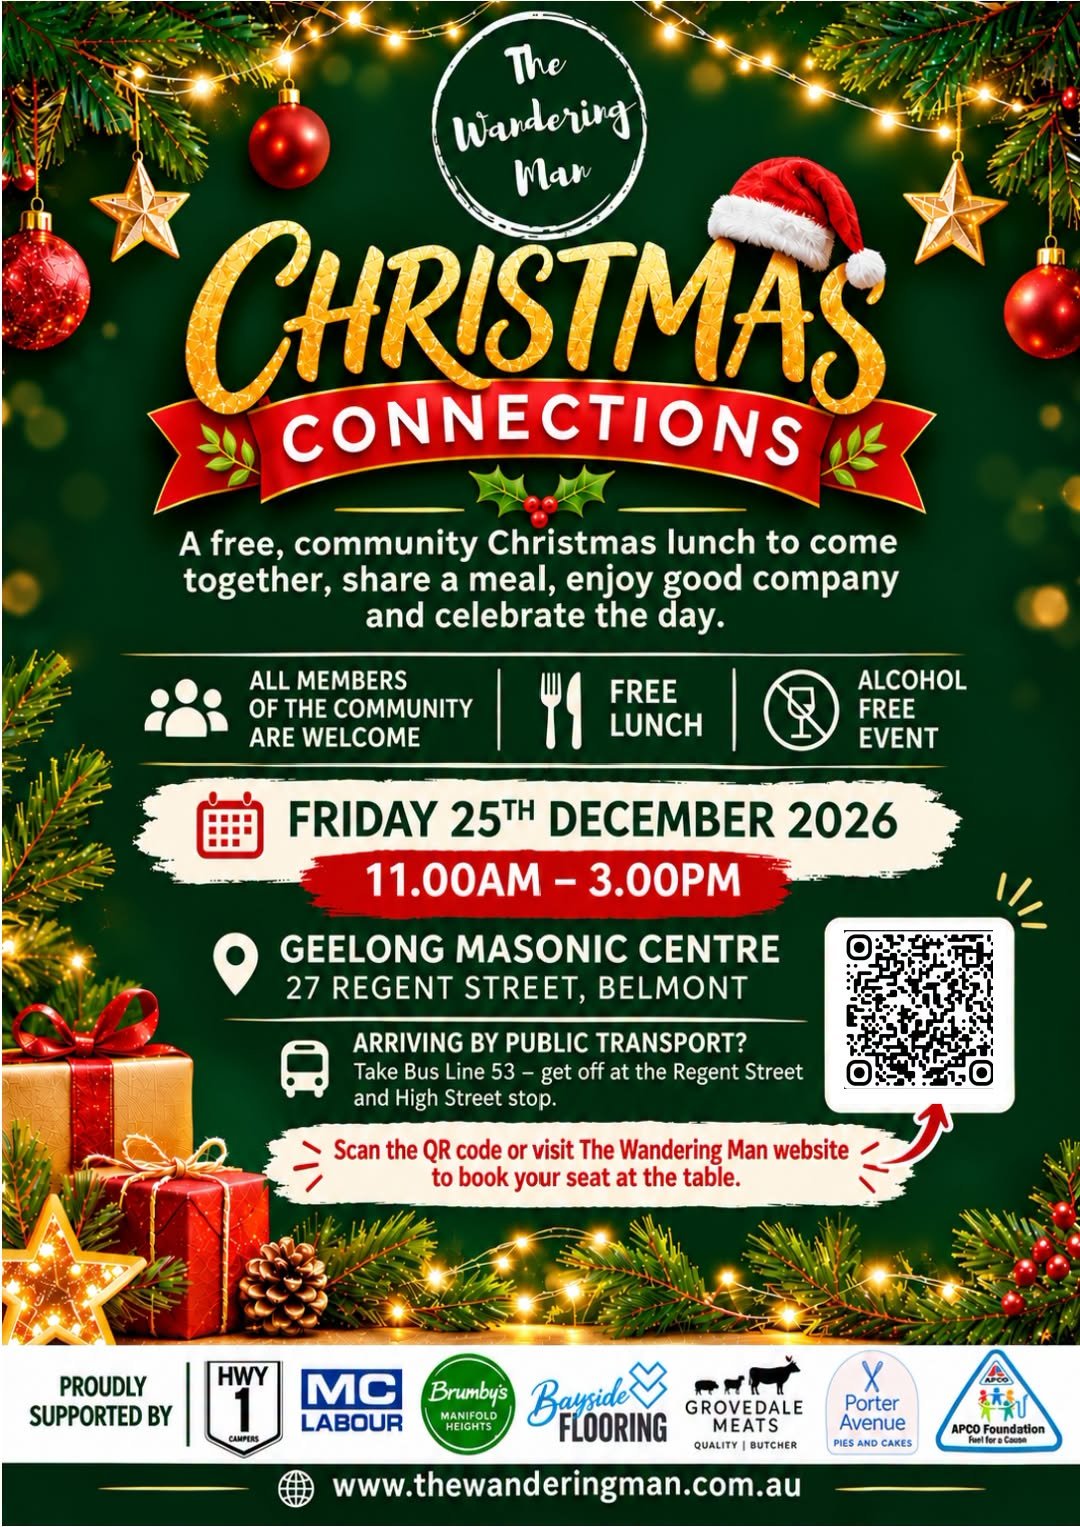 The
Wandering
Man
CHRISTMAS
CONNECTIONS
A free, community Christmas lunch to come
together, share a meal, enjoy good company
and celebrate the day.
ALL MEMBERS
OF THE COMMUNITY
ARE WELCOME
FREE
LUNCH
ALCOHOL
FREE
EVENT
FRIDAY 25TH DECEMBER 2026
11.00AM – 3.00PM
GEELONG MASONIC CENTRE
27 REGENT STREET, BELMONT
ARRIVING BY PUBLIC TRANSPORT?
Take Bus Line 53 – get off at the Regent Street
and High Street stop.
Scan the QR code or visit The Wandering Man website
to book your seat at the table.
PROUDLY
SUPPORTED BY
HWY
1
CAMPERS
MC
LABOUR
Brumby's
MANIFOLD
HEIGHTS
Bayside
FLOORING
GROVEDALE
MEATS
QUALITY | BUTCHER
Porter
Avenue
PIES AND CAKES
APCO
APCO Foundation
Fuel for a Cause
www.thewanderingman.com.au